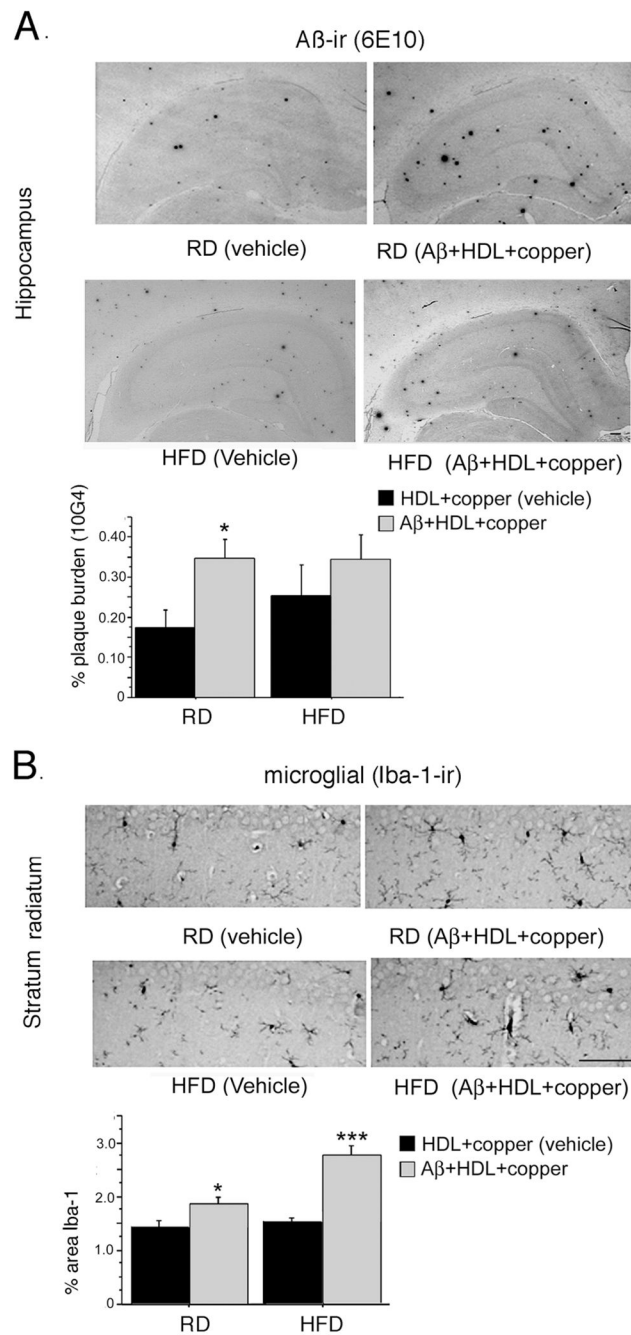 A.
Aß-ir (6E10)
Hippocampus
RD (vehicle)
RD (Aβ+HDL+copper)
HFD (Vehicle)
HFD (Aβ+HDL+copper)
HDL+copper (vehicle)
Aβ+HDL+copper
% plaque burden (10G4)
0.40
0.30
0.20
0.10
0
*
RD
HFD
B.
microglial (Iba-1-ir)
Stratum radiatum
RD (vehicle)
RD (Aβ+HDL+copper)
HFD (Vehicle)
HFD (Aβ+HDL+copper)
HDL+copper (vehicle)
Aβ+HDL+copper
% area Iba-1
3.0
2.0
1.0
0
*
***
RD
HFD